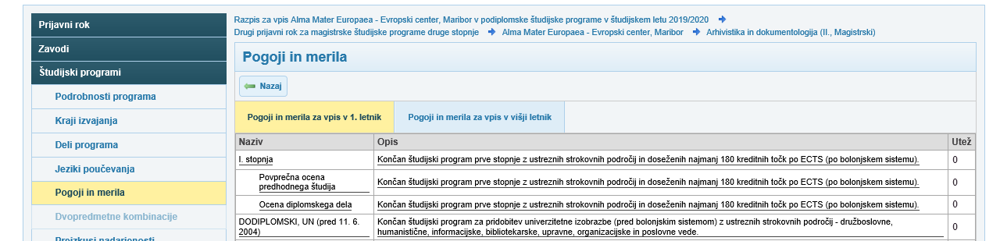 Prijavni rok
Zavodi
Študijski programi
Podrobnosti programa
Kraji izvajanja
Deli programa
Jeziki poučevanja
Pogoji in merila
Dvopredmetne kombinacije
Preizkusi nadarjenosti
Razpis za vpis Alma Mater Europaea - Evropski center, Maribor v podiplomske študijske programe v študijskem letu 2019/2020
Drugi prijavni rok za magistrske študijske programe druge stopnje Alma Mater Europaea - Evropski center, Maribor Arhivistika in dokumentologija (II., Magistrski)
Pogoji in merila
Nazaj
Pogoji in merila za vpis v 1. letnik Pogoji in merila za vpis v višji letnik
Naziv Opis Utež
I. stopnja Končan študijski program prve stopnje z ustreznih strokovnih področij in doseženih najmanj 180 kreditnih točk po ECTS (po bolonjskem sistemu). 0
Povprečna ocena
predhodnega študija Končan študijski program prve stopnje z ustreznih strokovnih področij in doseženih najmanj 180 kreditnih točk po ECTS (po bolonjskem sistemu). 0
Ocena diplomskega dela Končan študijski program prve stopnje z ustreznih strokovnih področij in doseženih najmanj 180 kreditnih točk po ECTS (po bolonjskem sistemu). 0
DODIPLOMSKI, UN (pred 11. 6. Končan študijski program za pridobitev univerzitetne izobrazbe (pred bolonjskim sistemom) z ustreznih strokovnih področij - družboslovne,
2004) humanistične, informacijske, bibliotekarske, upravne, organizacijske in poslovne vede. 0